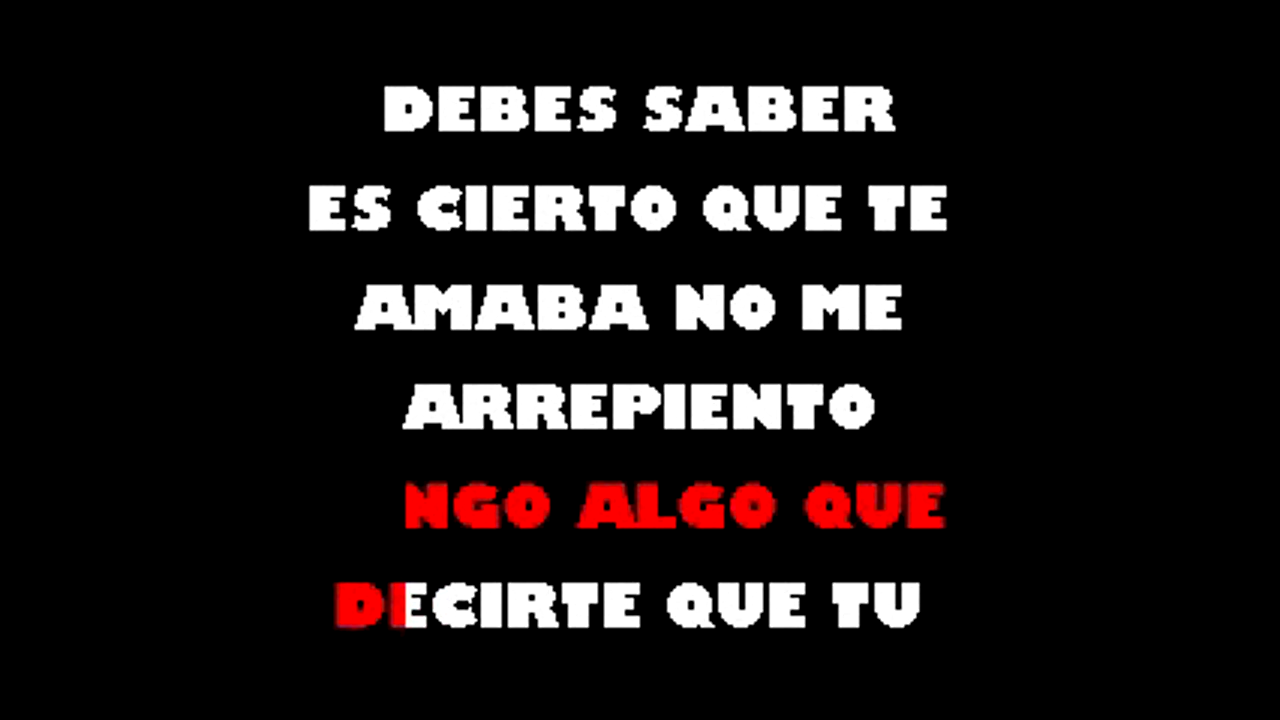 DEBES SABER
ES CIERTO QUE TE
AMABA NO ME
ARREPIENTO
NGO ALGO QUE
DECIRTE QUE TU